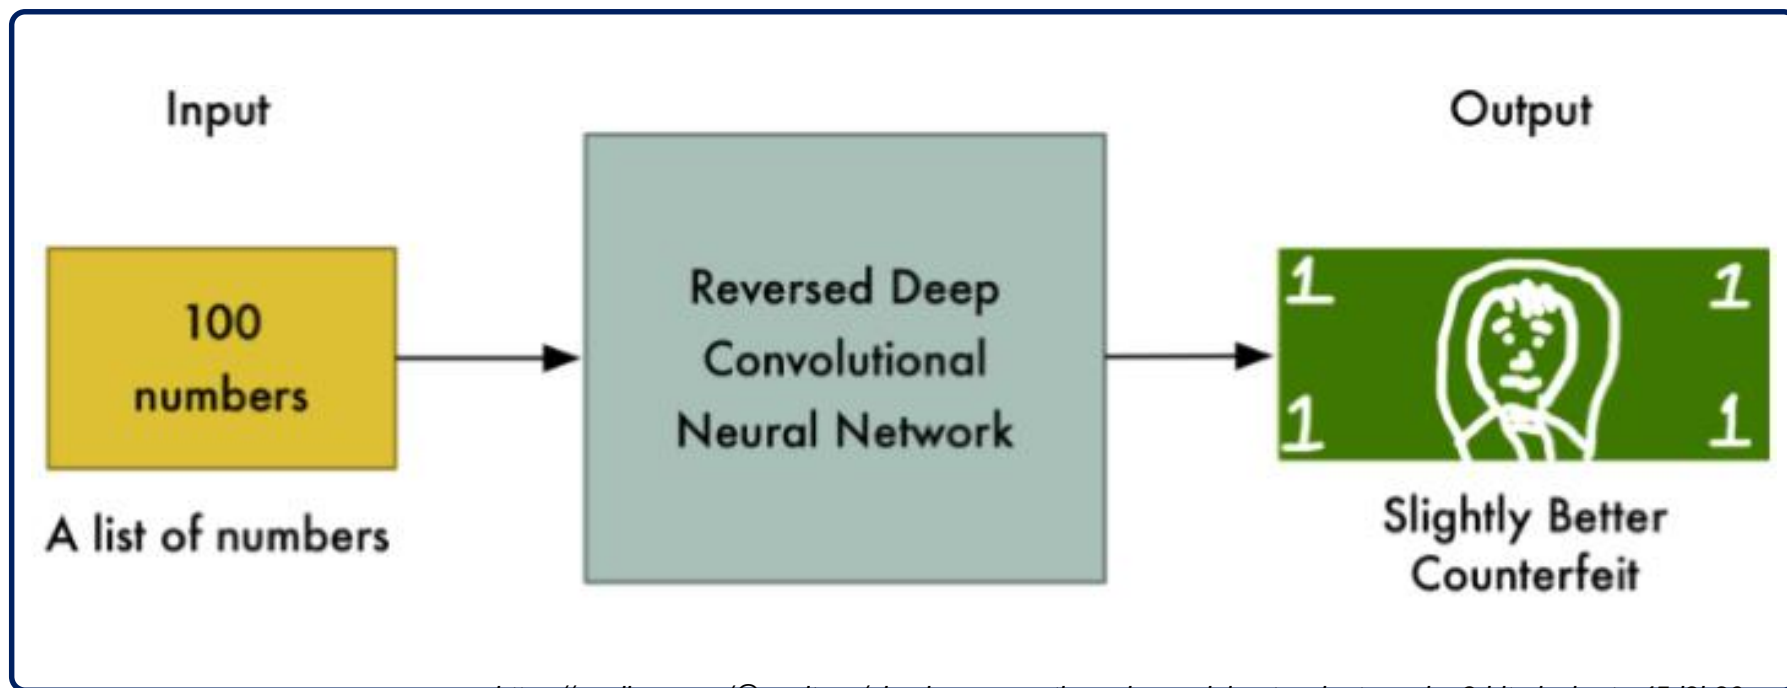 Input
Output
100
numbers
A list of numbers
Reversed Deep
Convolutional
Neural Network
1
1
1
1
Slightly Better
Counterfeit